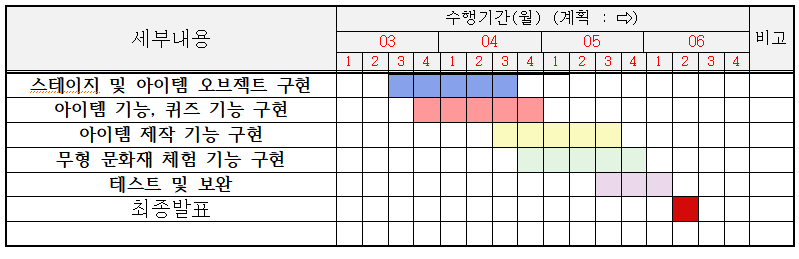 세부내용 수행기간(월) (계획 : ⇨) 비고
03 04 05 06
1 2 3 4 1 2 3 4 1 2 3 4 1 2 3 4
스테이지 및 아이템 오브젝트 구현
아이템 기능, 퀴즈 기능 구현
아이템 제작 기능 구현
무형 문화재 체험 기능 구현
테스트 및 보완
최종발표